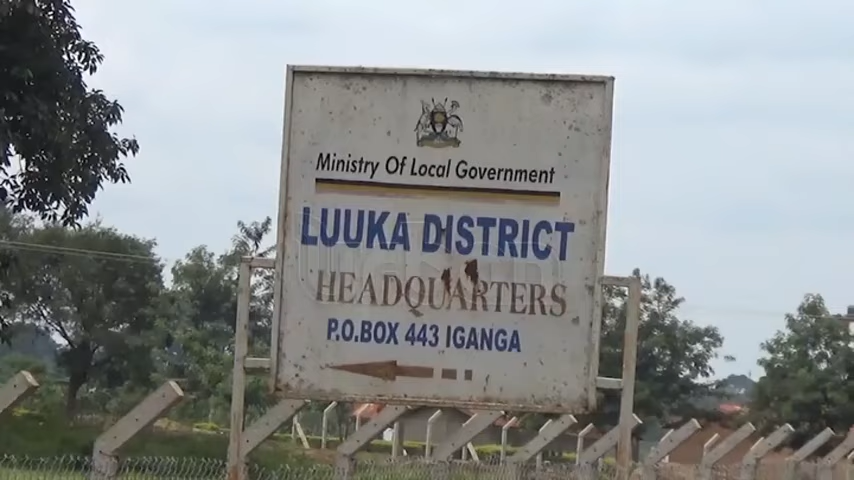 Ministry Of Local Government
LUUKA DISTRICT
HEADQUARTERS
P.O.BOX 443 IGANGA